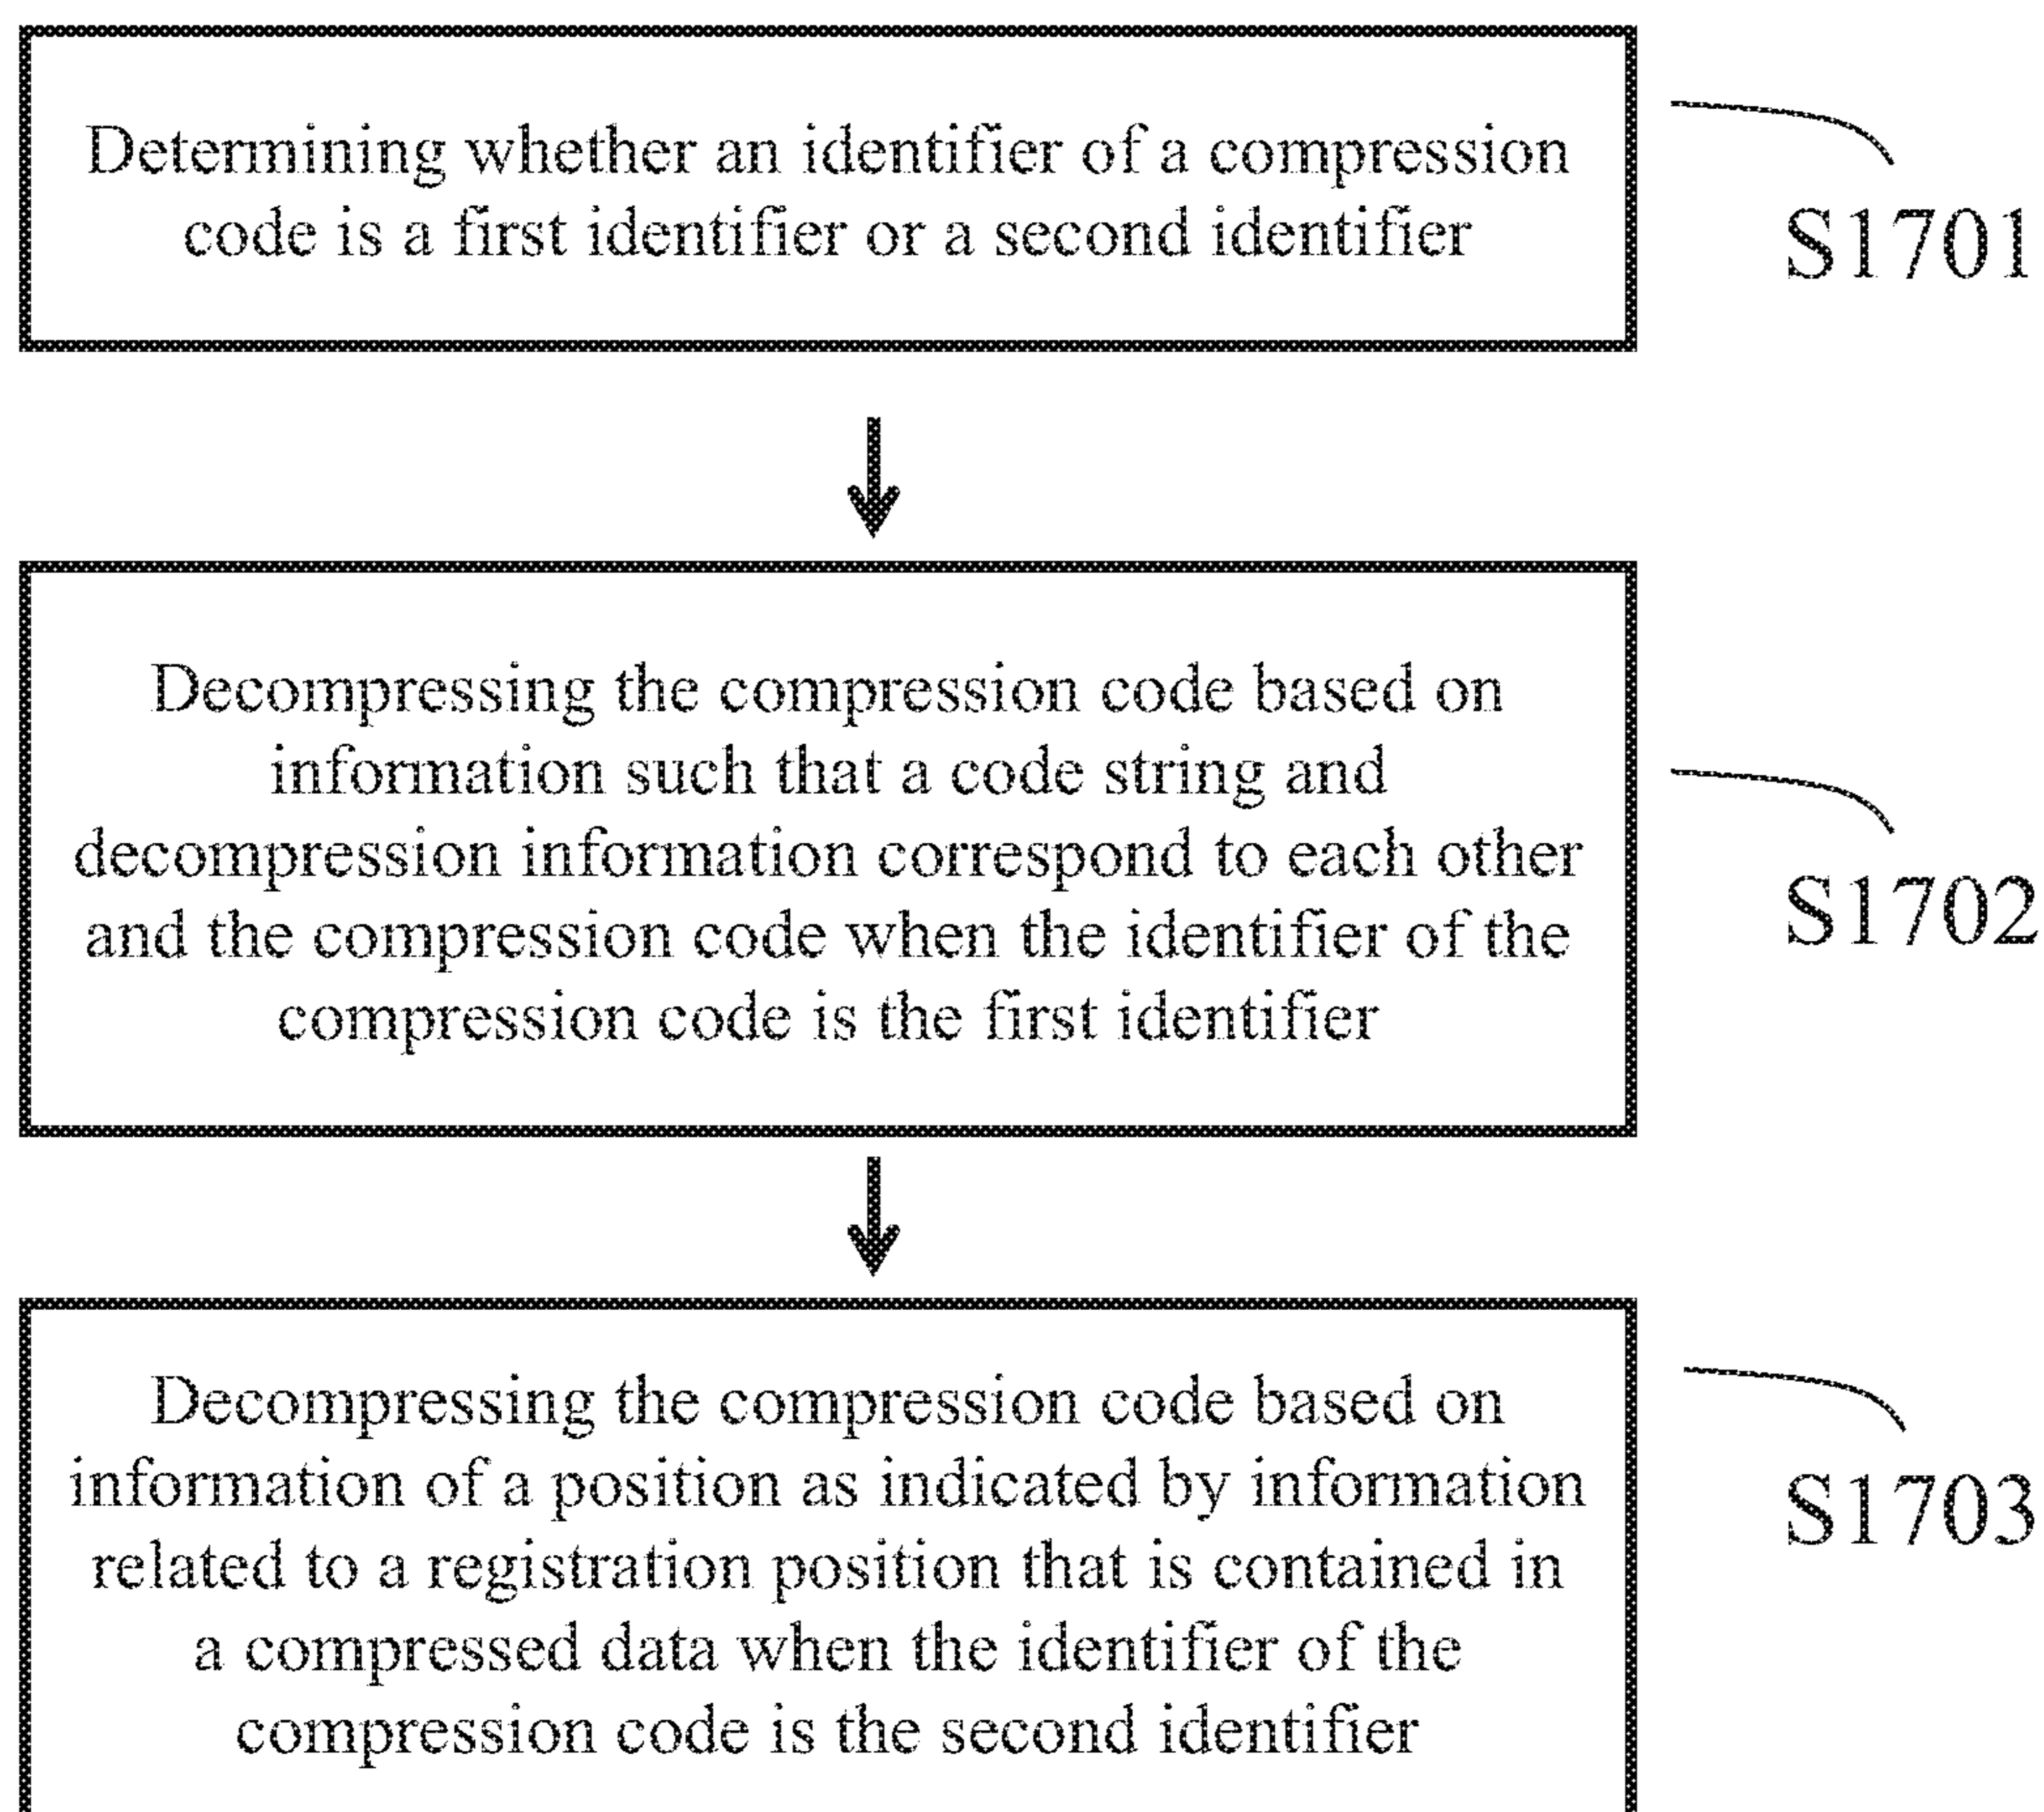 Determining whether an identifier of a compression
code is a first identifier or a second identifier
S1701
Decompressing the compression code based on
information such that a code string and
decompression information correspond to each other
and the compression code when the identifier of the
compression code is the first identifier
S1702
Decompressing the compression code based on
information of a position as indicated by information
related to a registration position that is contained in
a compressed data when the identifier of the
compression code is the second identifier
S1703